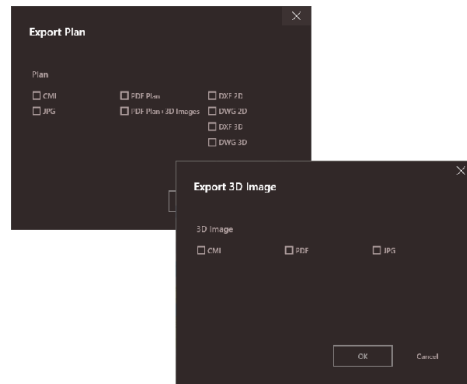 Export Plan
Plan
CMI
PDF Plan
DXF 2D
JPG
PDF Plan+3D Images
DWG 2D
DXF 3D
DWG 3D
Export 3D Image
3D Image
CMI
PDF
JPG
OK
Cancel